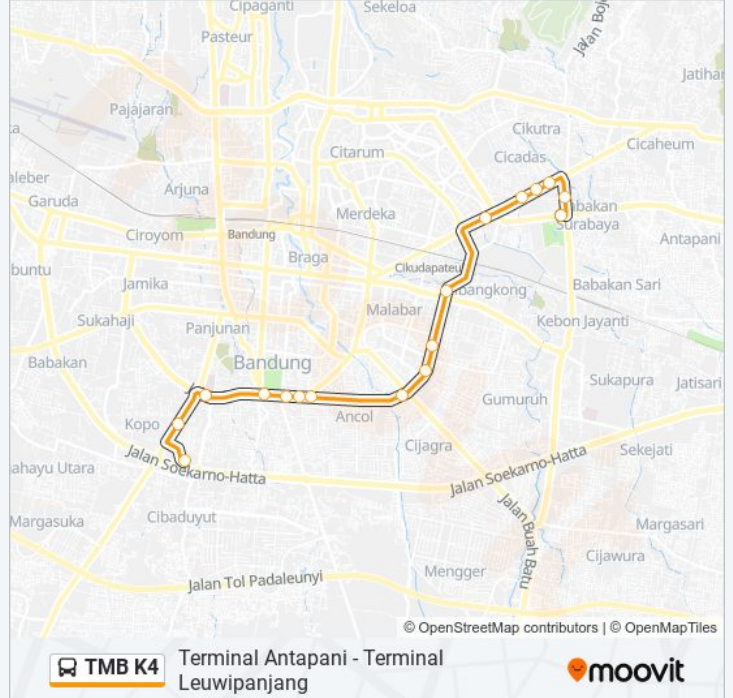 Cipaganti
Sekeloa
Pasteur
Jalan Boj
Jatihar
Pajajaran
Cikutra
Cicaheum
Citarum
Cicadas
aleber
Arjuna
Garuda
Merdeka
Babakan
Surabaya
Ciroyom
Bandung
Antapani
Braga
buntu
Cikudapateu
Jamika
bangkong
Babakan Sari
Malabar
Sukahaji
Panjunan
Kebon Jayanti
Babakan
Bandung
Sukapura
Jatisari
Gumuruh
Ancol
Kopo
Cijagra
Sekejati
ahayu Utara
Jalan Soekarno-Hatta
Jalan Soekarno-Hatta
Margasuka
Cibaduyut
Jalan Buah Batu
Margasari
Cijawura
Mengger
Jalan Tol Padaleunyi
© OpenStreetMap contributors | © OpenMapTiles
TMB K4
Terminal Antapani - Terminal
Leuwipanjang
moovit